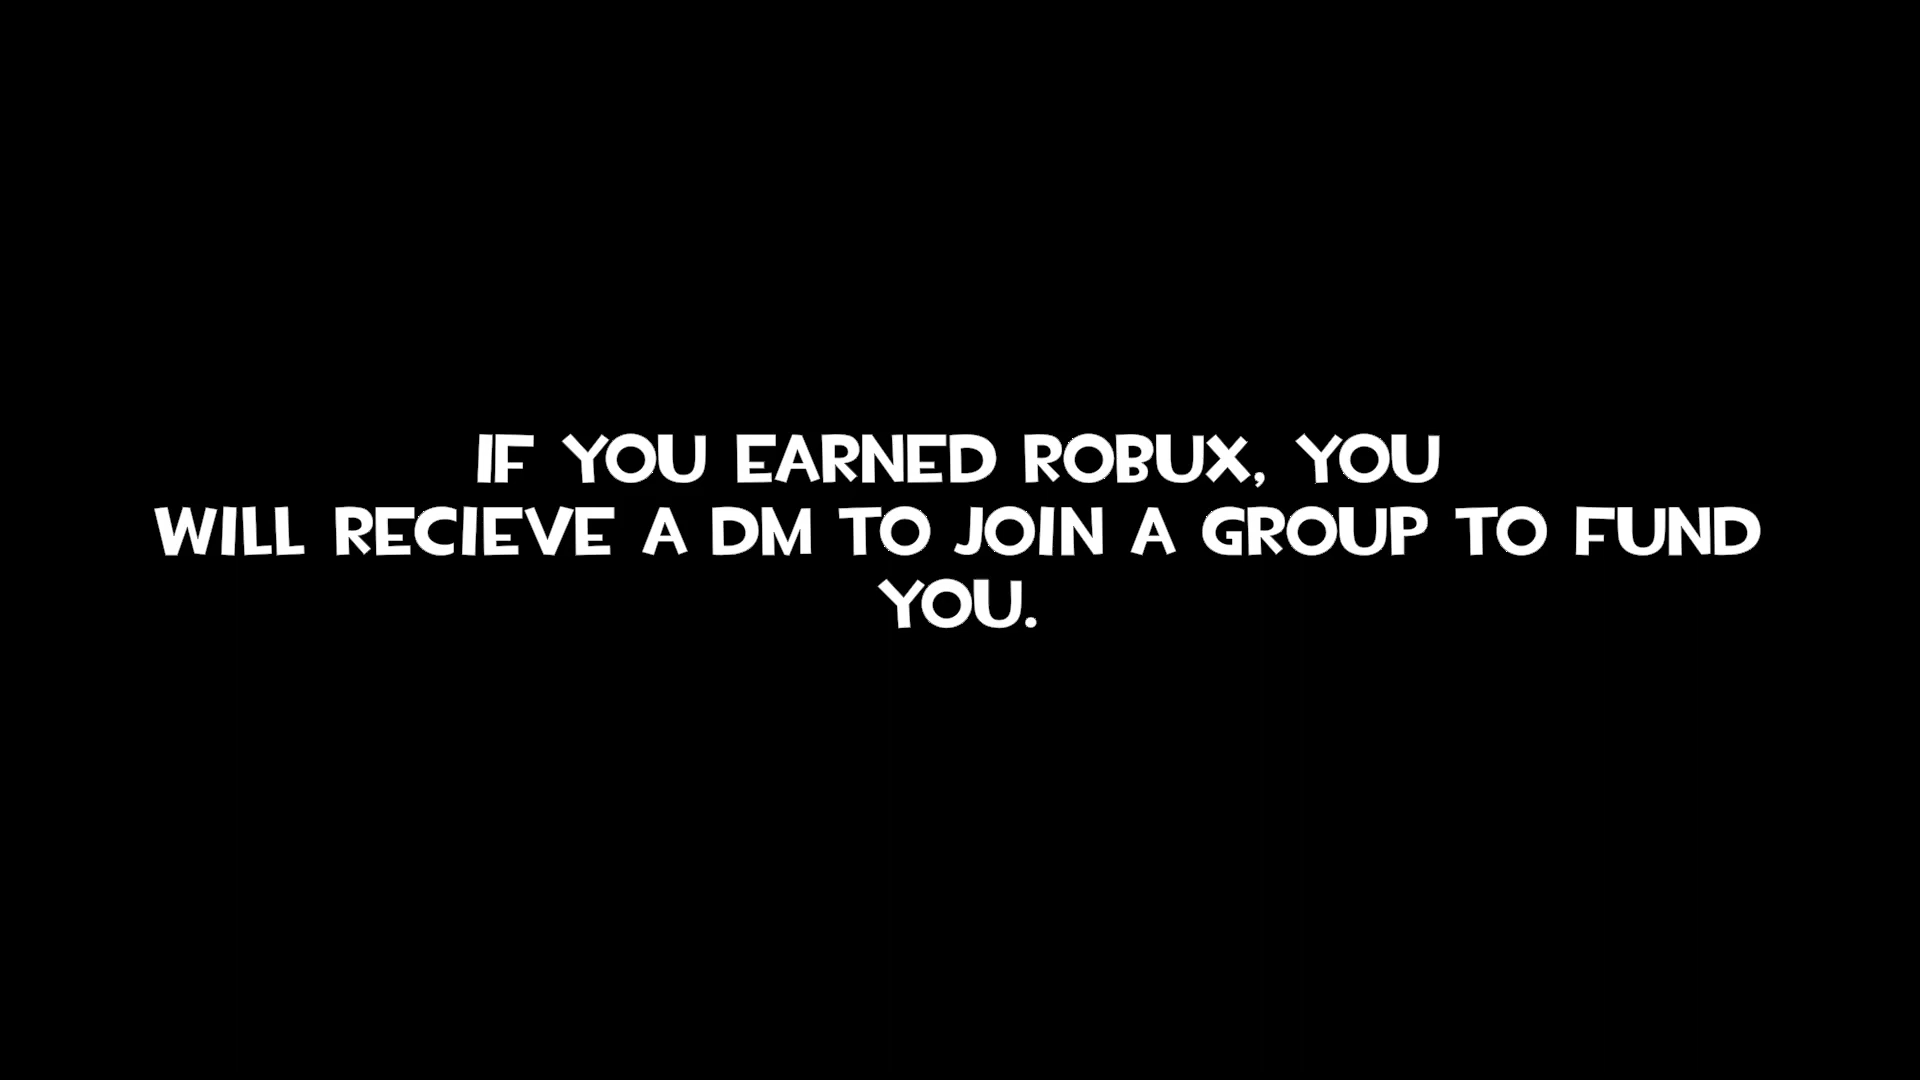 IF YOU EARNED ROBUX, YOU
WILL RECIEVE A DM TO JOIN A GROUP TO FUND
YOU.